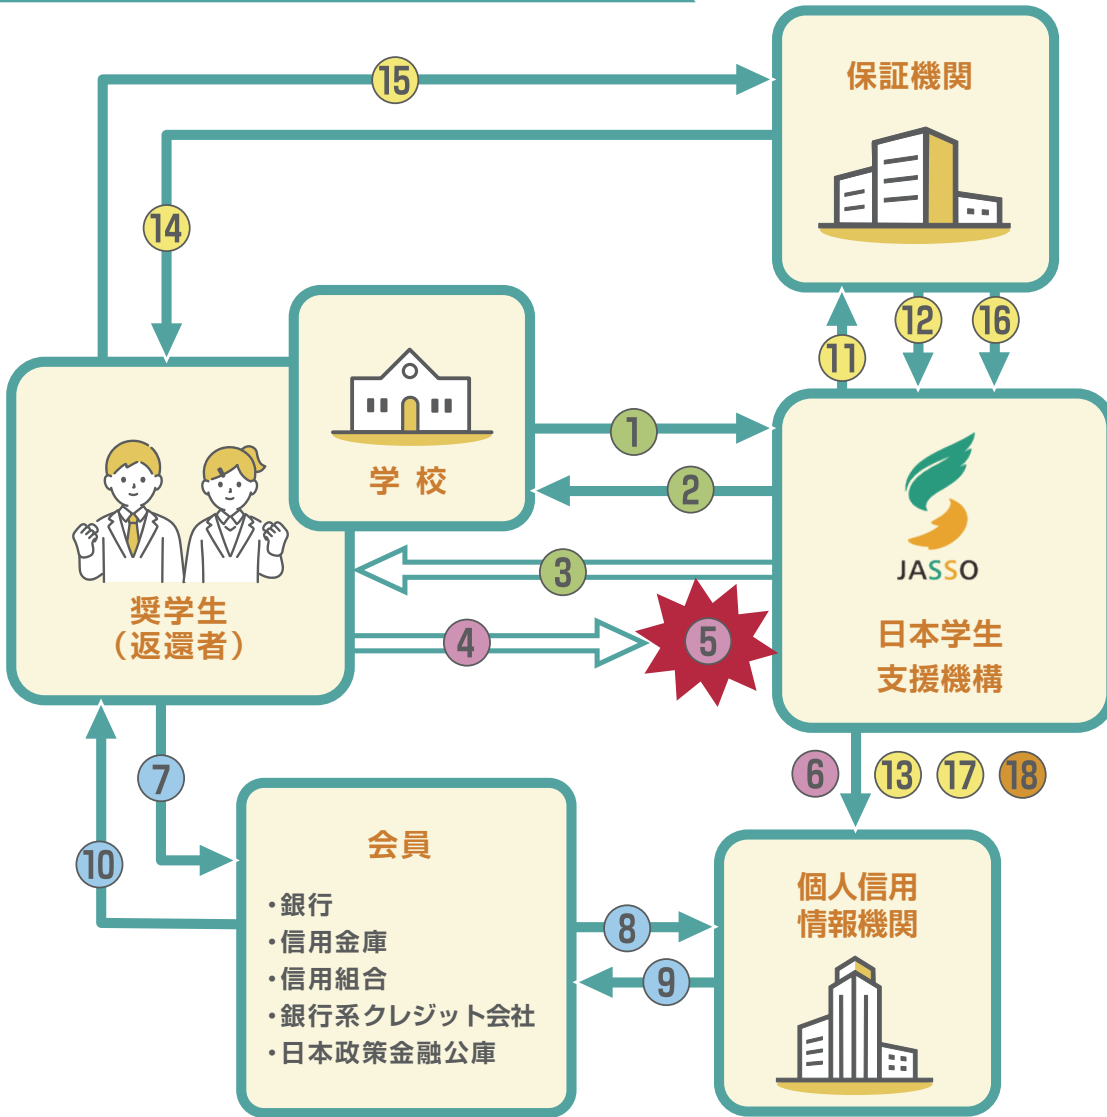 15
保証機関
14
12
16
11
学 校
1
2
JASSO
3
奨学生
(返還者)
4
5
日本学生
支援機構
6
13
17
18
7
10
会員
・銀行
・信用金庫
・信用組合
・銀行系クレジット会社
・日本政策金融公庫
8
9
個人信用
情報機関